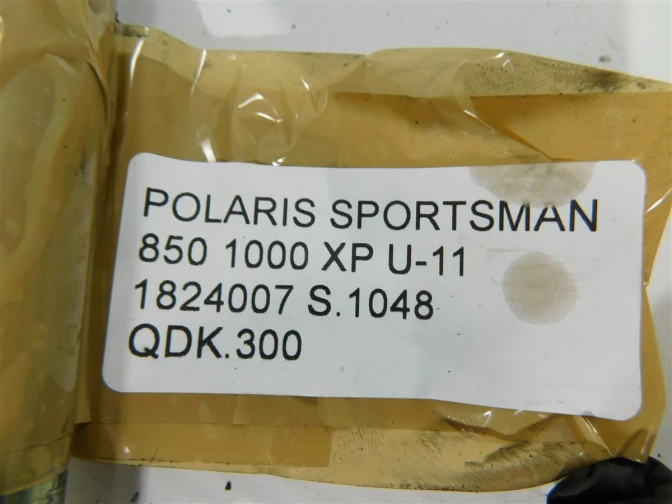 POLARIS SPORTSMAN
850 1000 XP U-11
1824007 S.1048
QDK.300